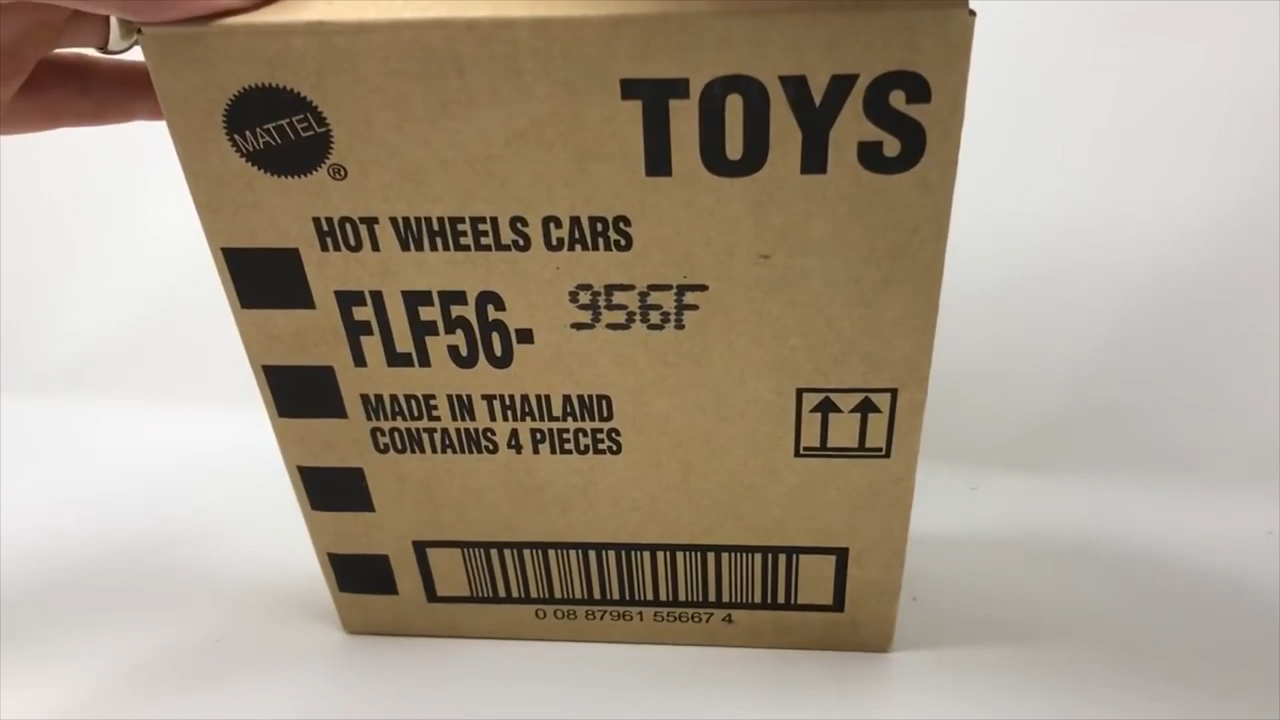 MATTEL ®
TOYS
HOT WHEELS CARS
FLF56- 956F
MADE IN THAILAND
CONTAINS 4 PIECES
0 08 87961 55667 4